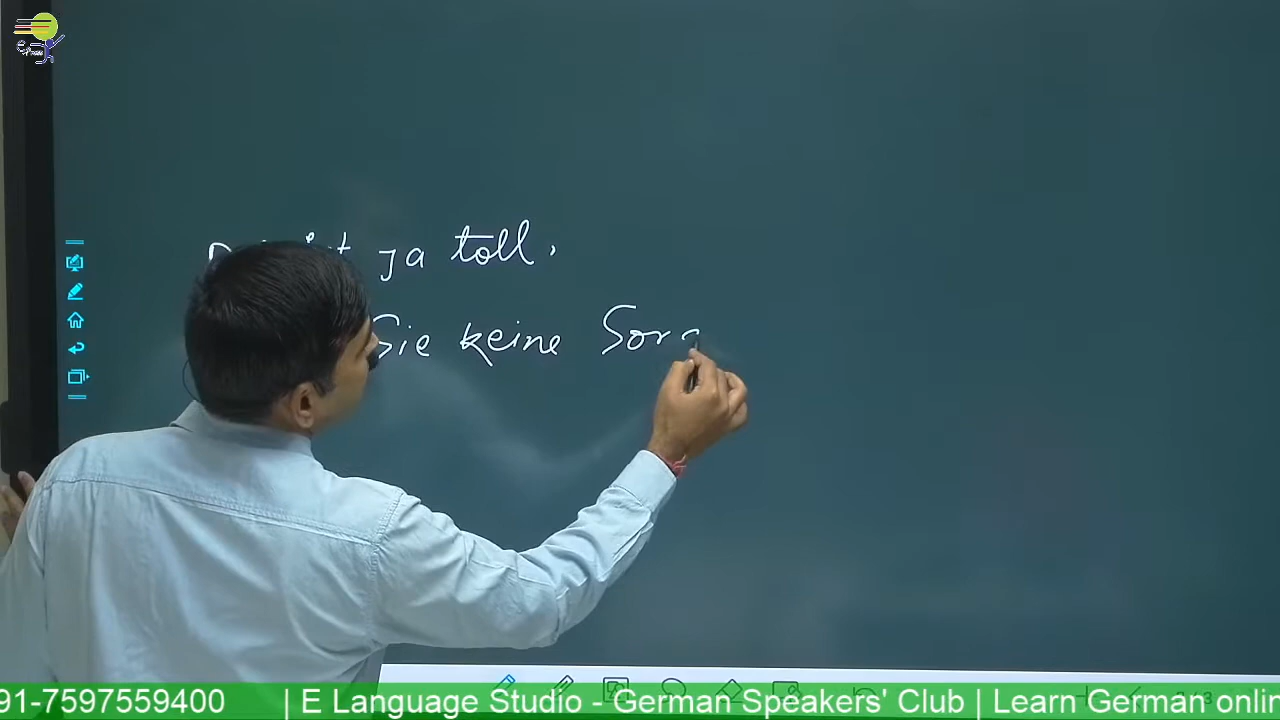 ja toll,
Sie keine
91-7597559400 | E Language Studio - German Speakers' Club | Learn German onlin